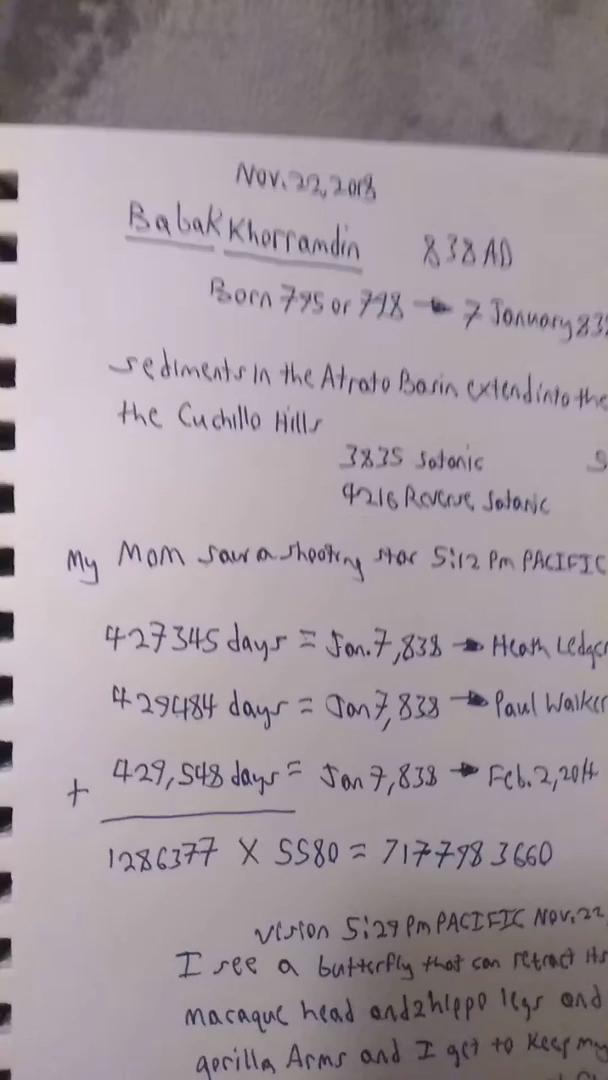 Nov. 22, 2018
Babak Khorramdin 838 AD
Born 795 or 798 → 7 January 838
sediments in the Atrato Basin extend into the
the Cuchillo Hills
3835 Satanic S
4216 Reverse Satanic
My Mom saw a shooting star 5:12 Pm PACIFIC
427345 days = Jan. 7, 838 → Heath Ledger
429484 days = Jan 7, 838 → Paul Walker
+ 429,548 days = Jan 7, 838 → Feb. 2, 2014
1286377 X 5580 = 7177983660
vision 5:29 Pm PACIFIC Nov. 22
I see a butterfly that can retract its
macaque head and 2 hippo legs and
gorilla Arms and I get to keep my